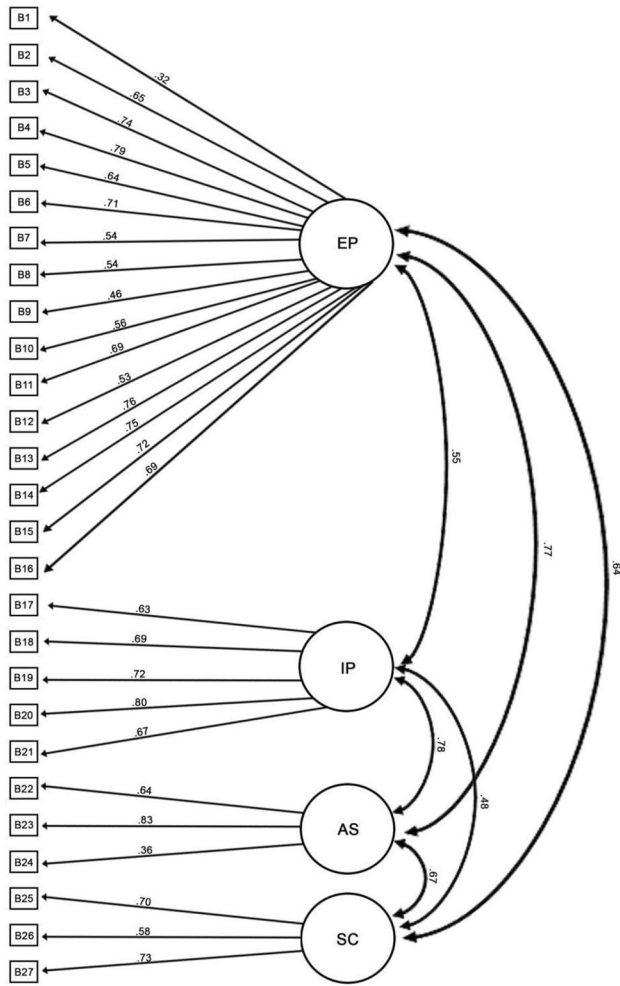 B1
B2
B3
B4
B5
B6
B7
B8
B9
B10
B11
B12
B13
B14
B15
B16
B17
B18
B19
B20
B21
B22
B23
B24
B25
B26
B27
.32
.65
.74
.79
.64
.71
.54
.54
.46
.56
.69
.53
.76
.75
.72
.69
.63
.69
.72
.80
.67
.64
.83
.36
.70
.58
.73
EP
IP
AS
SC
.55
.77
.64
.78
.48
.67